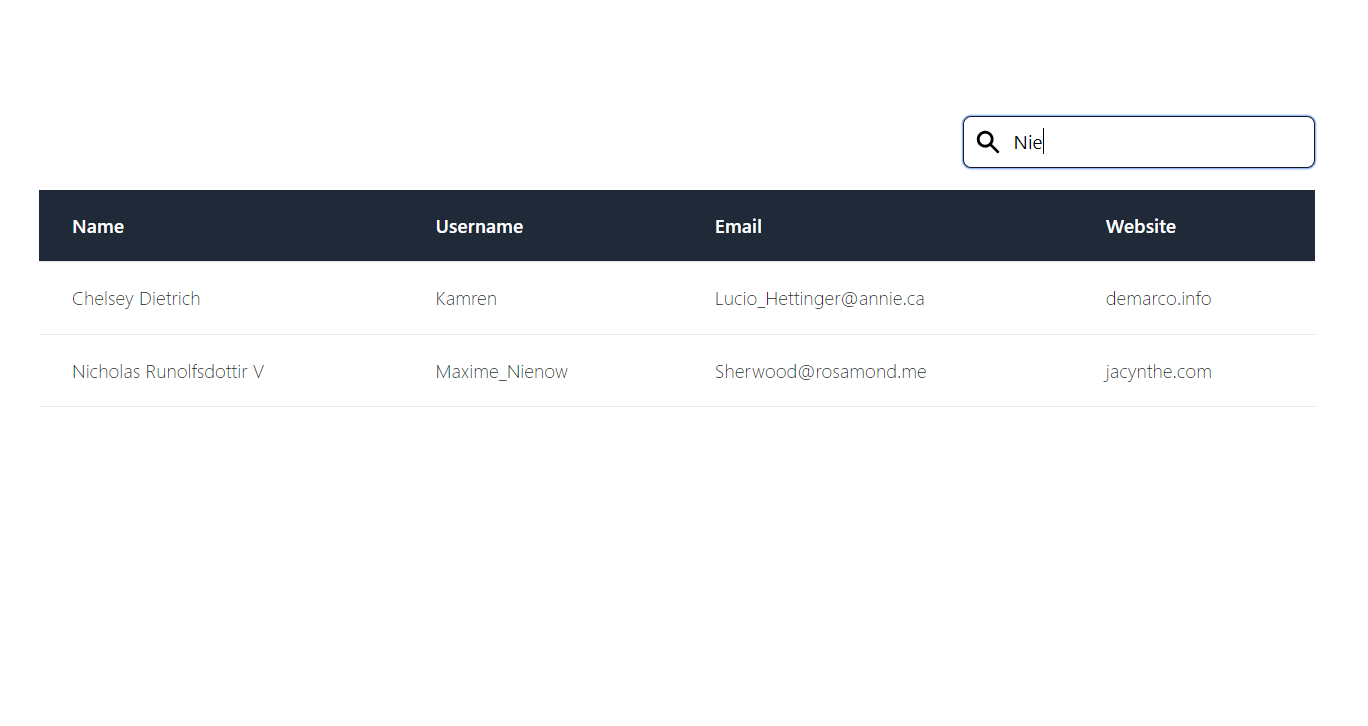 Nie
Name Username Email Website
Chelsey Dietrich Kamren Lucio_Hettinger@annie.ca demarco.info
Nicholas Runolfsdottir V Maxime_Nienow Sherwood@rosamond.me jacynthe.com